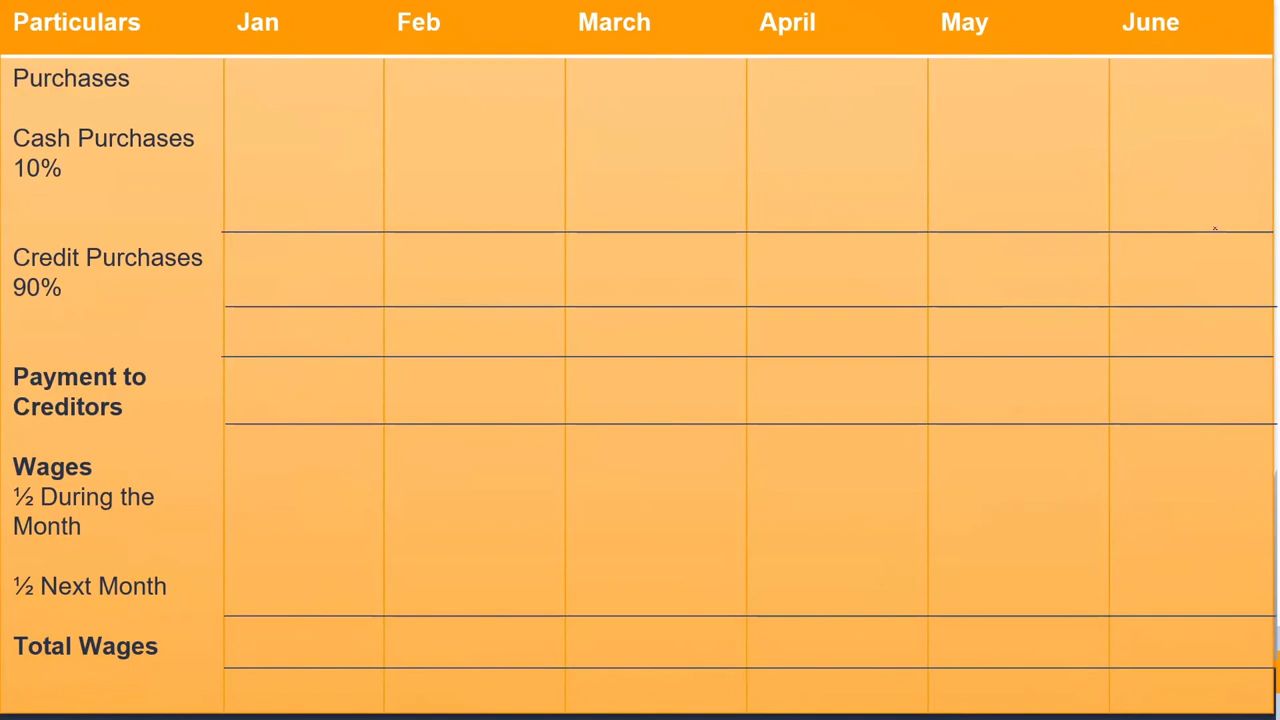 Particulars Jan Feb March April May June
Purchases
Cash Purchases
10%
Credit Purchases
90%
Payment to
Creditors
Wages
½ During the
Month
½ Next Month
Total Wages